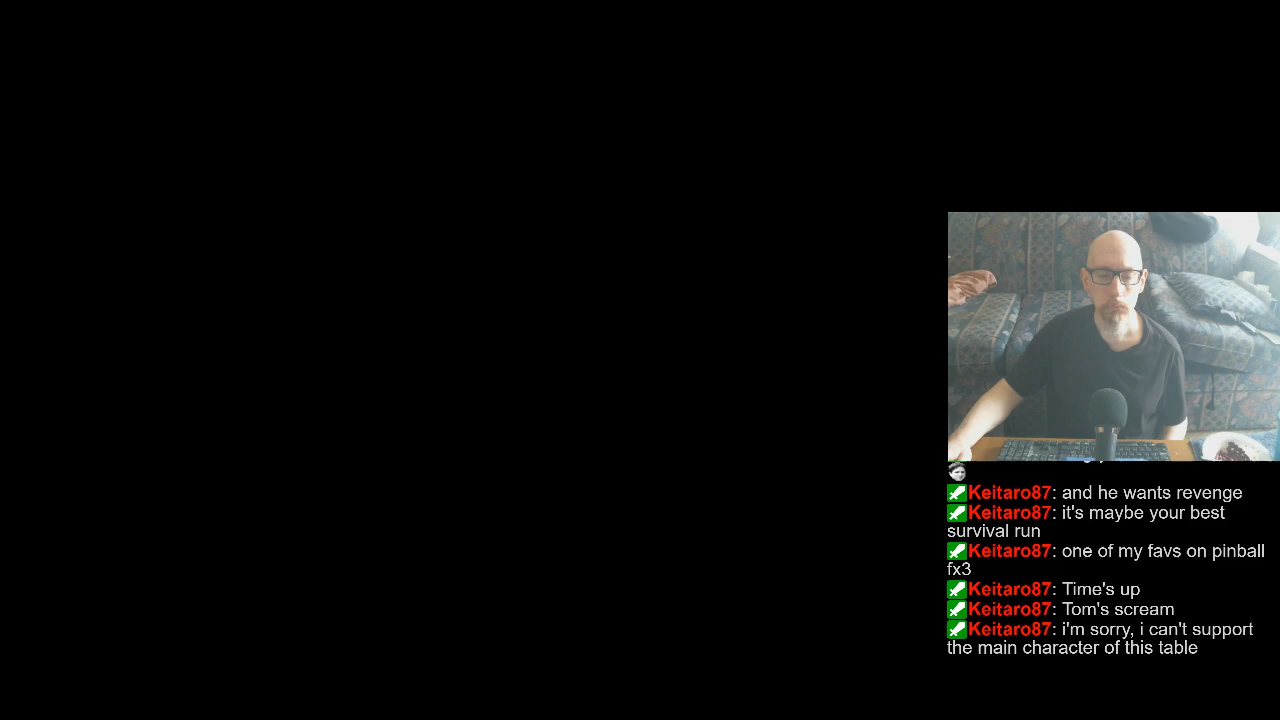 Keitaro87: and he wants revenge
Keitaro87: it's maybe your best
survival run
Keitaro87: one of my favs on pinball
fx3
Keitaro87: Time's up
Keitaro87: Tom's scream
Keitaro87: i'm sorry, i can't support
the main character of this table